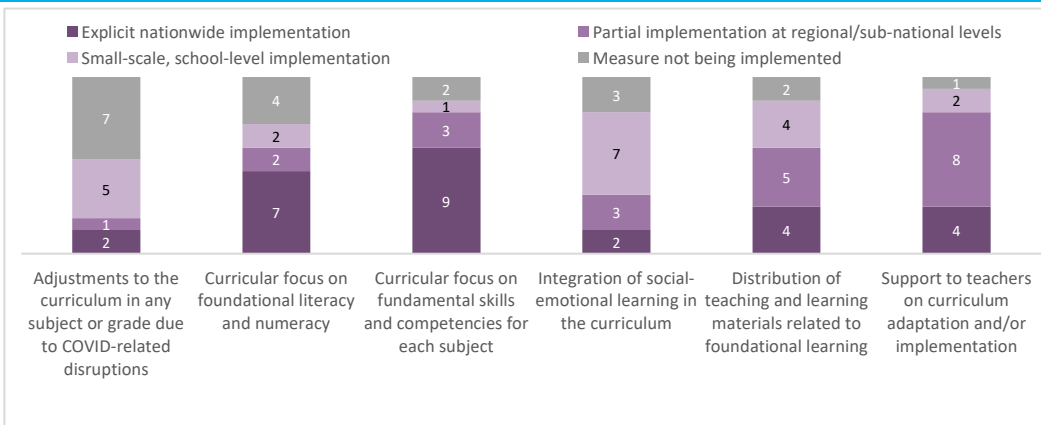 Explicit nationwide implementation
Partial implementation at regional/sub-national levels
Small-scale, school-level implementation
Measure not being implemented
7
5
1
2
4
2
2
7
2
1
3
9
3
7
3
2
2
4
5
4
1
2
8
4
Adjustments to the
curriculum in any
subject or grade due
to COVID-related
disruptions
Curricular focus on
foundational literacy
and numeracy
Curricular focus on
fundamental skills
and competencies for
each subject
Integration of social-
emotional learning in
the curriculum
Distribution of
teaching and learning
materials related to
foundational learning
Support to teachers
on curriculum
adaptation and/or
implementation